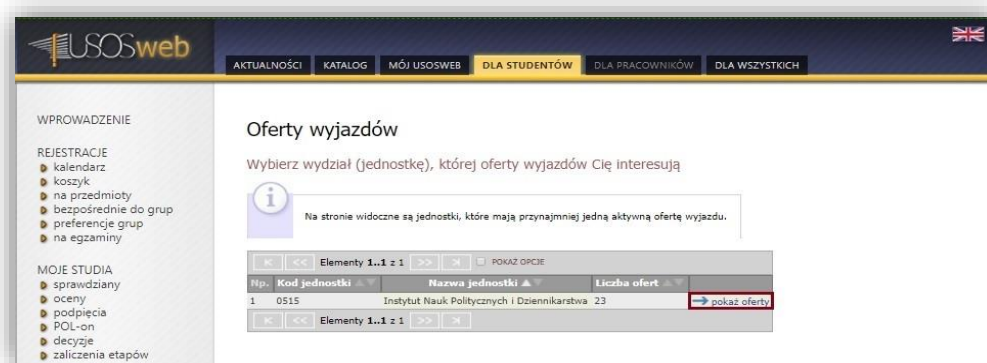 USOSweb
AKTUALNOŚCI KATALOG MÓJ USOSWEB DLA STUDENTÓW DLA PRACOWNIKÓW DLA WSZYSTKICH
WPROWADZENIE
REJESTRACJE
kalendarz
koszyk
na przedmioty
bezpośrednie do grup
preferencje grup
na egzaminy
MOJE STUDIA
sprawdziany
oceny
podpięcia
POL-on
decyzje
zaliczenia etapów
Oferty wyjazdów
Wybierz wydział (jednostkę), której oferty wyjazdów Cię interesują
i
Na stronie widoczne są jednostki, które mają przynajmniej jedną aktywną ofertę wyjazdu.
K << Elementy 1..1 z 1 >> >| POKAŻ OPCJE
Np. Kod jednostki Nazwa jednostki Liczba ofert
1 0515 Instytut Nauk Politycznych i Dziennikarstwa 23 pokaż oferty
K << Elementy 1..1 z 1 >> >|